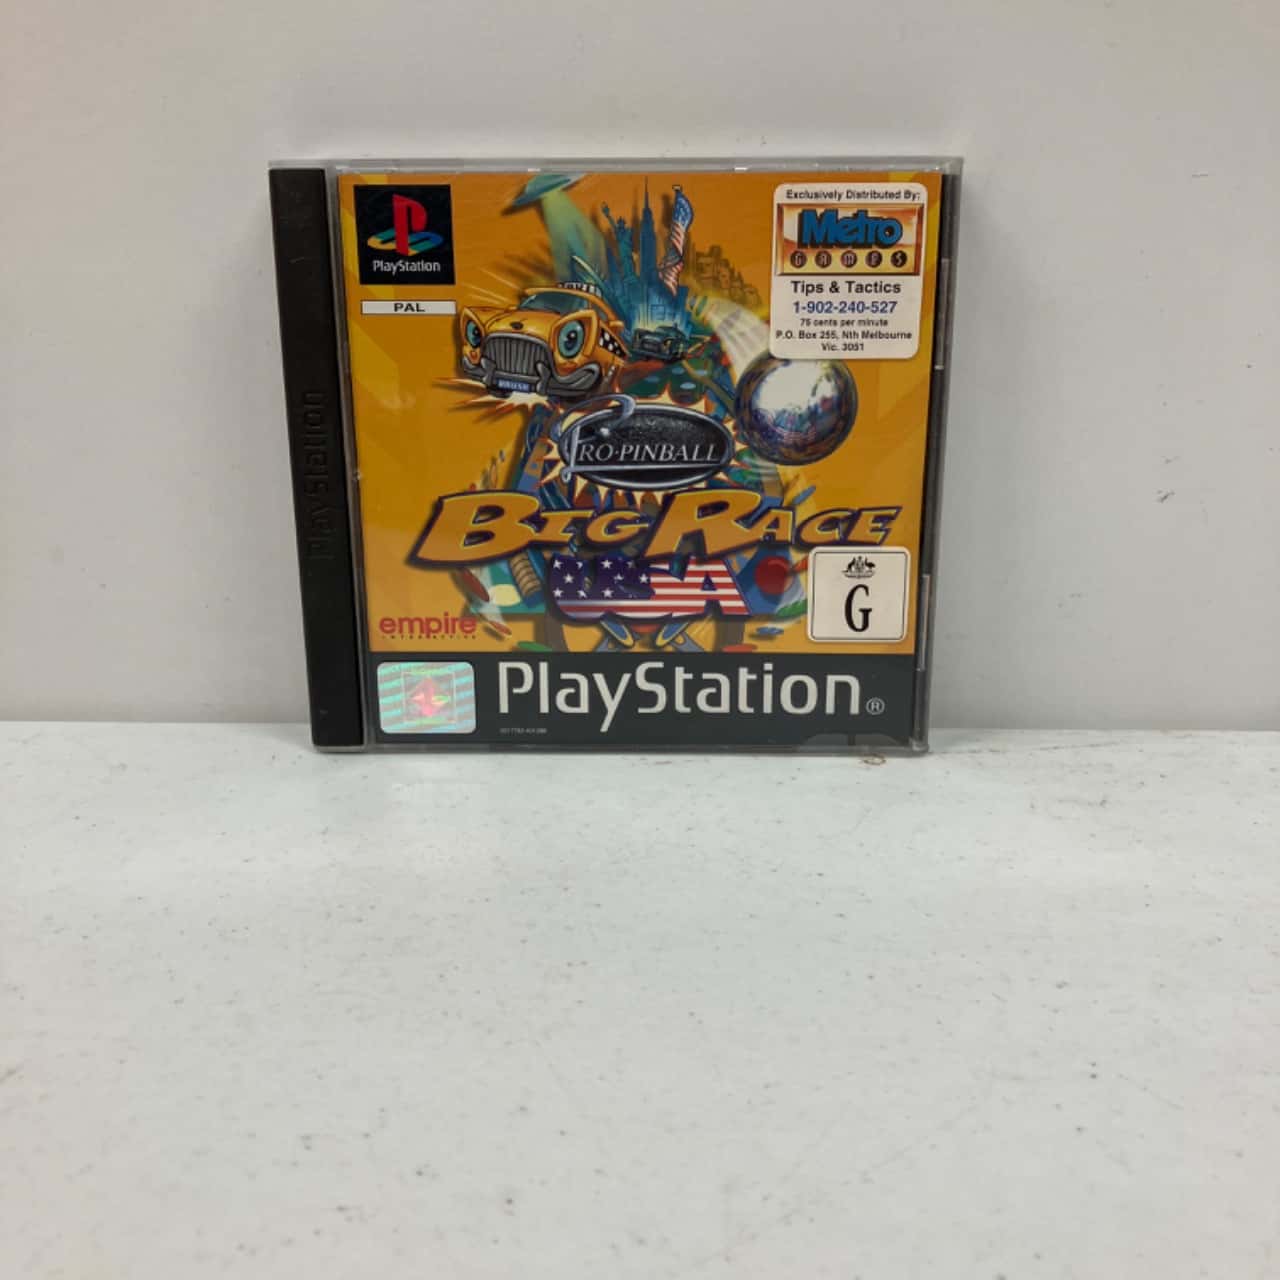 PlayStation
PlayStation
PAL
Exclusively Distributed By:
Metro
GAMES
Tips & Tactics
1-902-240-527
75 cents per minute
P.O. Box 255, Nth Melbourne
Vic. 3051
PRO·PINBALL
BIG RACE
USA
G
empire
INTERACTIVE
PlayStation®